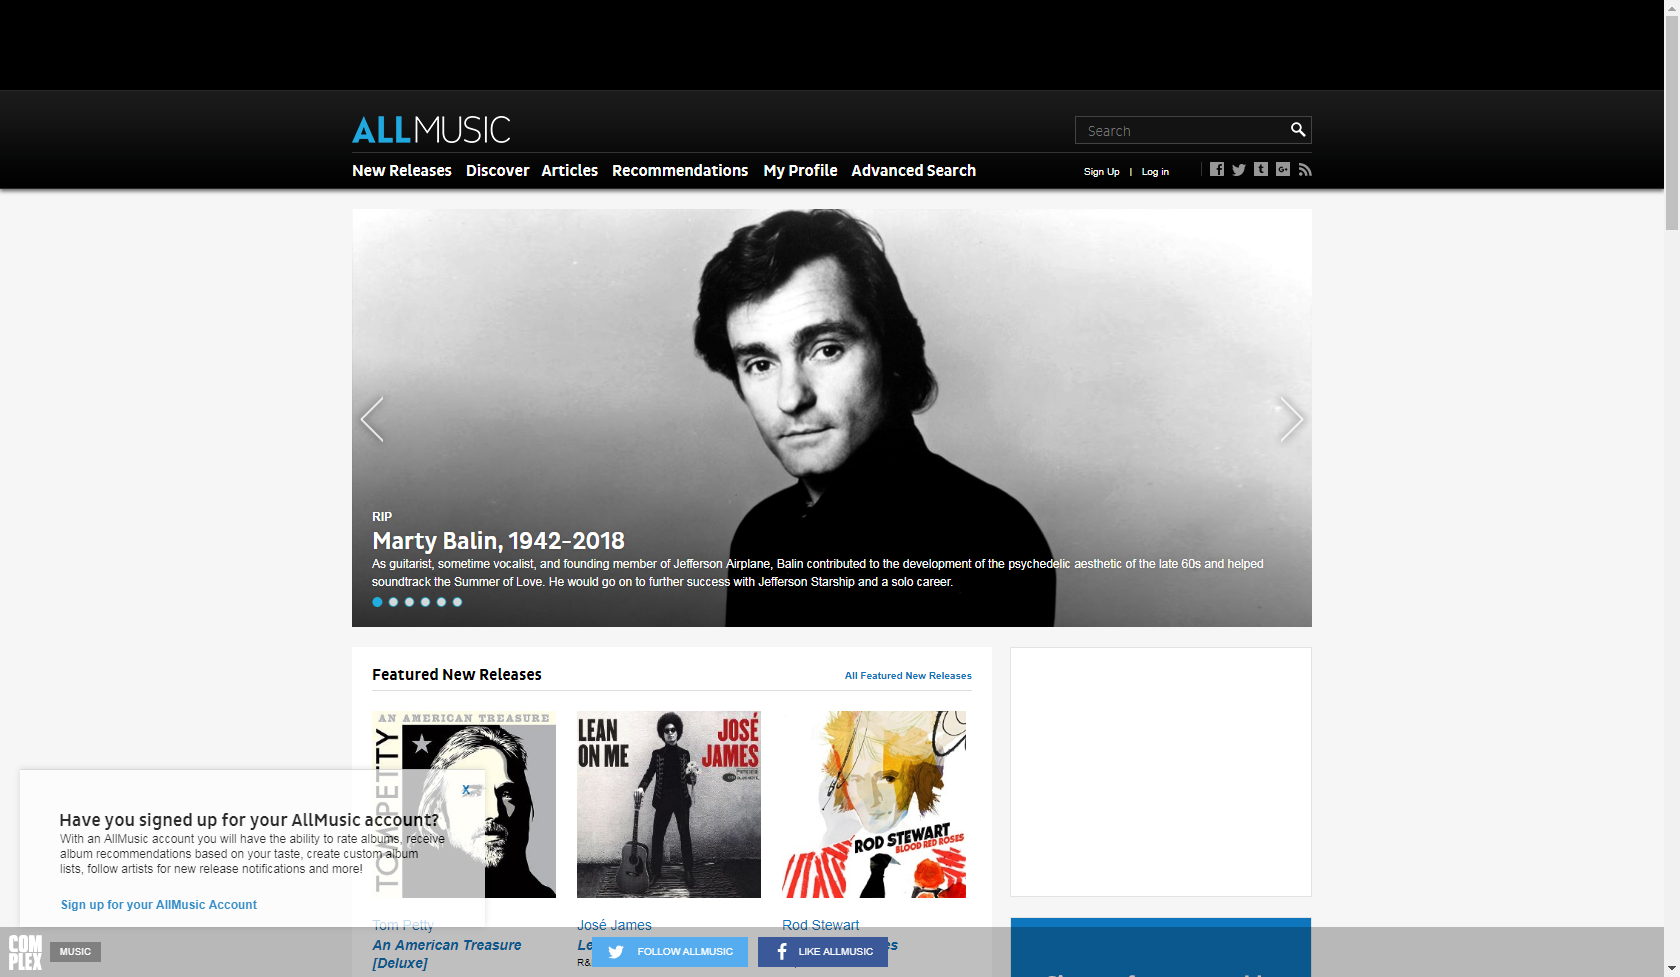 ALLMUSIC
Search
New Releases Discover Articles Recommendations My Profile Advanced Search
Sign Up | Log in
RIP
Marty Balin, 1942-2018
As guitarist, sometime vocalist, and founding member of Jefferson Airplane, Balin contributed to the development of the psychedelic aesthetic of the late 60s and helped
soundtrack the Summer of Love. He would go on to further success with Jefferson Starship and a solo career.
Featured New Releases
All Featured New Releases
AN AMERICAN TREASURE
TOM PETTY
LEAN
ON ME
JOSÉ
JAMES
ROD STEWART
BLOOD RED ROSES
x
Have you signed up for your AllMusic account?
With an AllMusic account you will have the ability to rate albums, receive
album recommendations based on your taste, create custom album
lists, follow artists for new release notifications and more!
Sign up for your AllMusic Account
Tom Petty
An American Treasure
[Deluxe]
José James
Le
R&
Rod Stewart
es
COM
PLEX
MUSIC
FOLLOW ALLMUSIC
LIKE ALLMUSIC